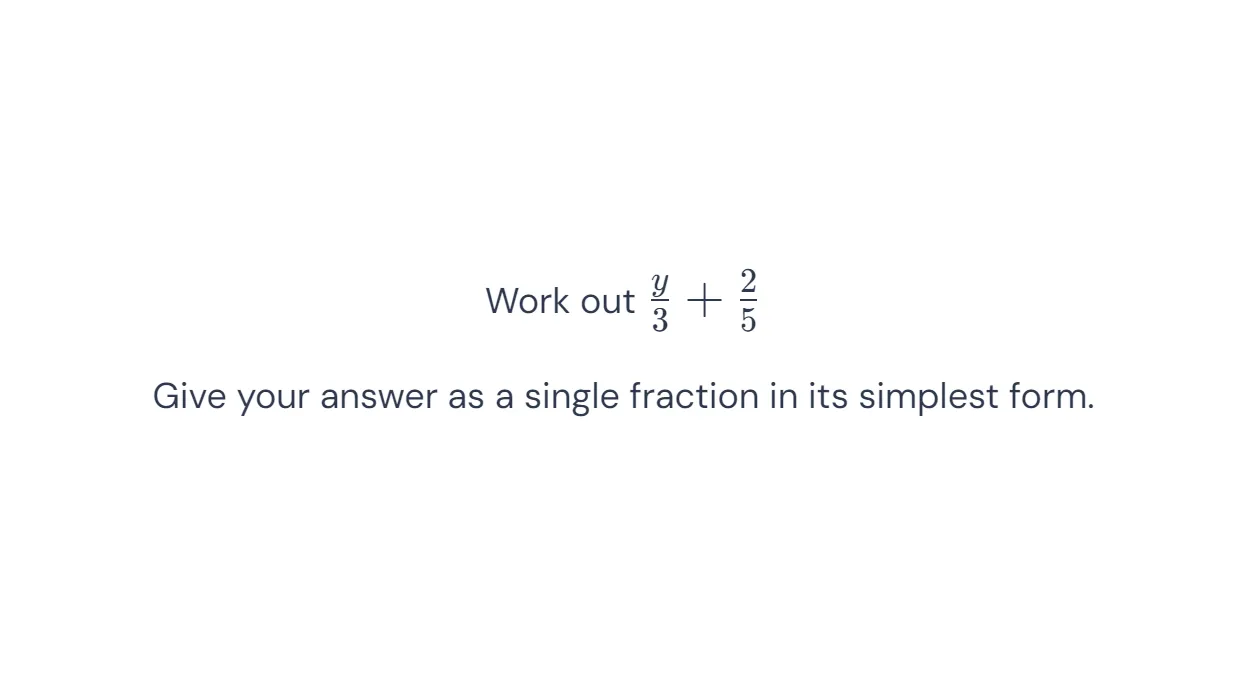 Work out $\frac{y}{3} + \frac{2}{5}$
Give your answer as a single fraction in its simplest form.